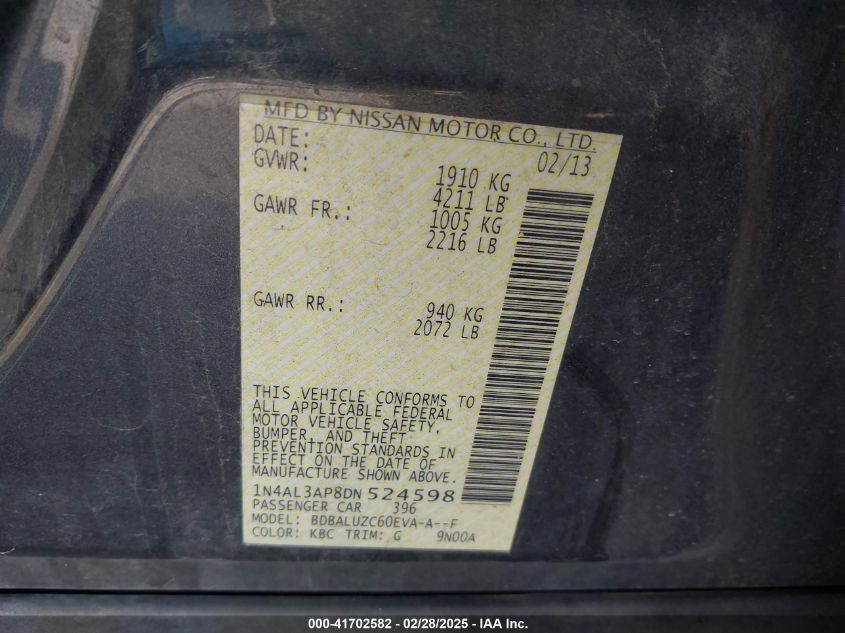 MFD BY NISSAN MOTOR CO., LTD.
DATE: 02/13
GVWR: 1910 KG
4211 LB
GAWR FR.: 1005 KG
2216 LB
GAWR RR.: 940 KG
2072 LB
THIS VEHICLE CONFORMS TO
ALL APPLICABLE FEDERAL
MOTOR VEHICLE SAFETY,
BUMPER, AND THEFT
PREVENTION STANDARDS IN
EFFECT ON THE DATE OF
MANUFACTURE SHOWN ABOVE.
1N4AL3AP8DN524598
PASSENGER CAR 396
MODEL: BDBALUZC60EVA-A--F
COLOR: KBC TRIM: G 9N00A
000-41702582 / 02/28/2025 - IAA Inc.